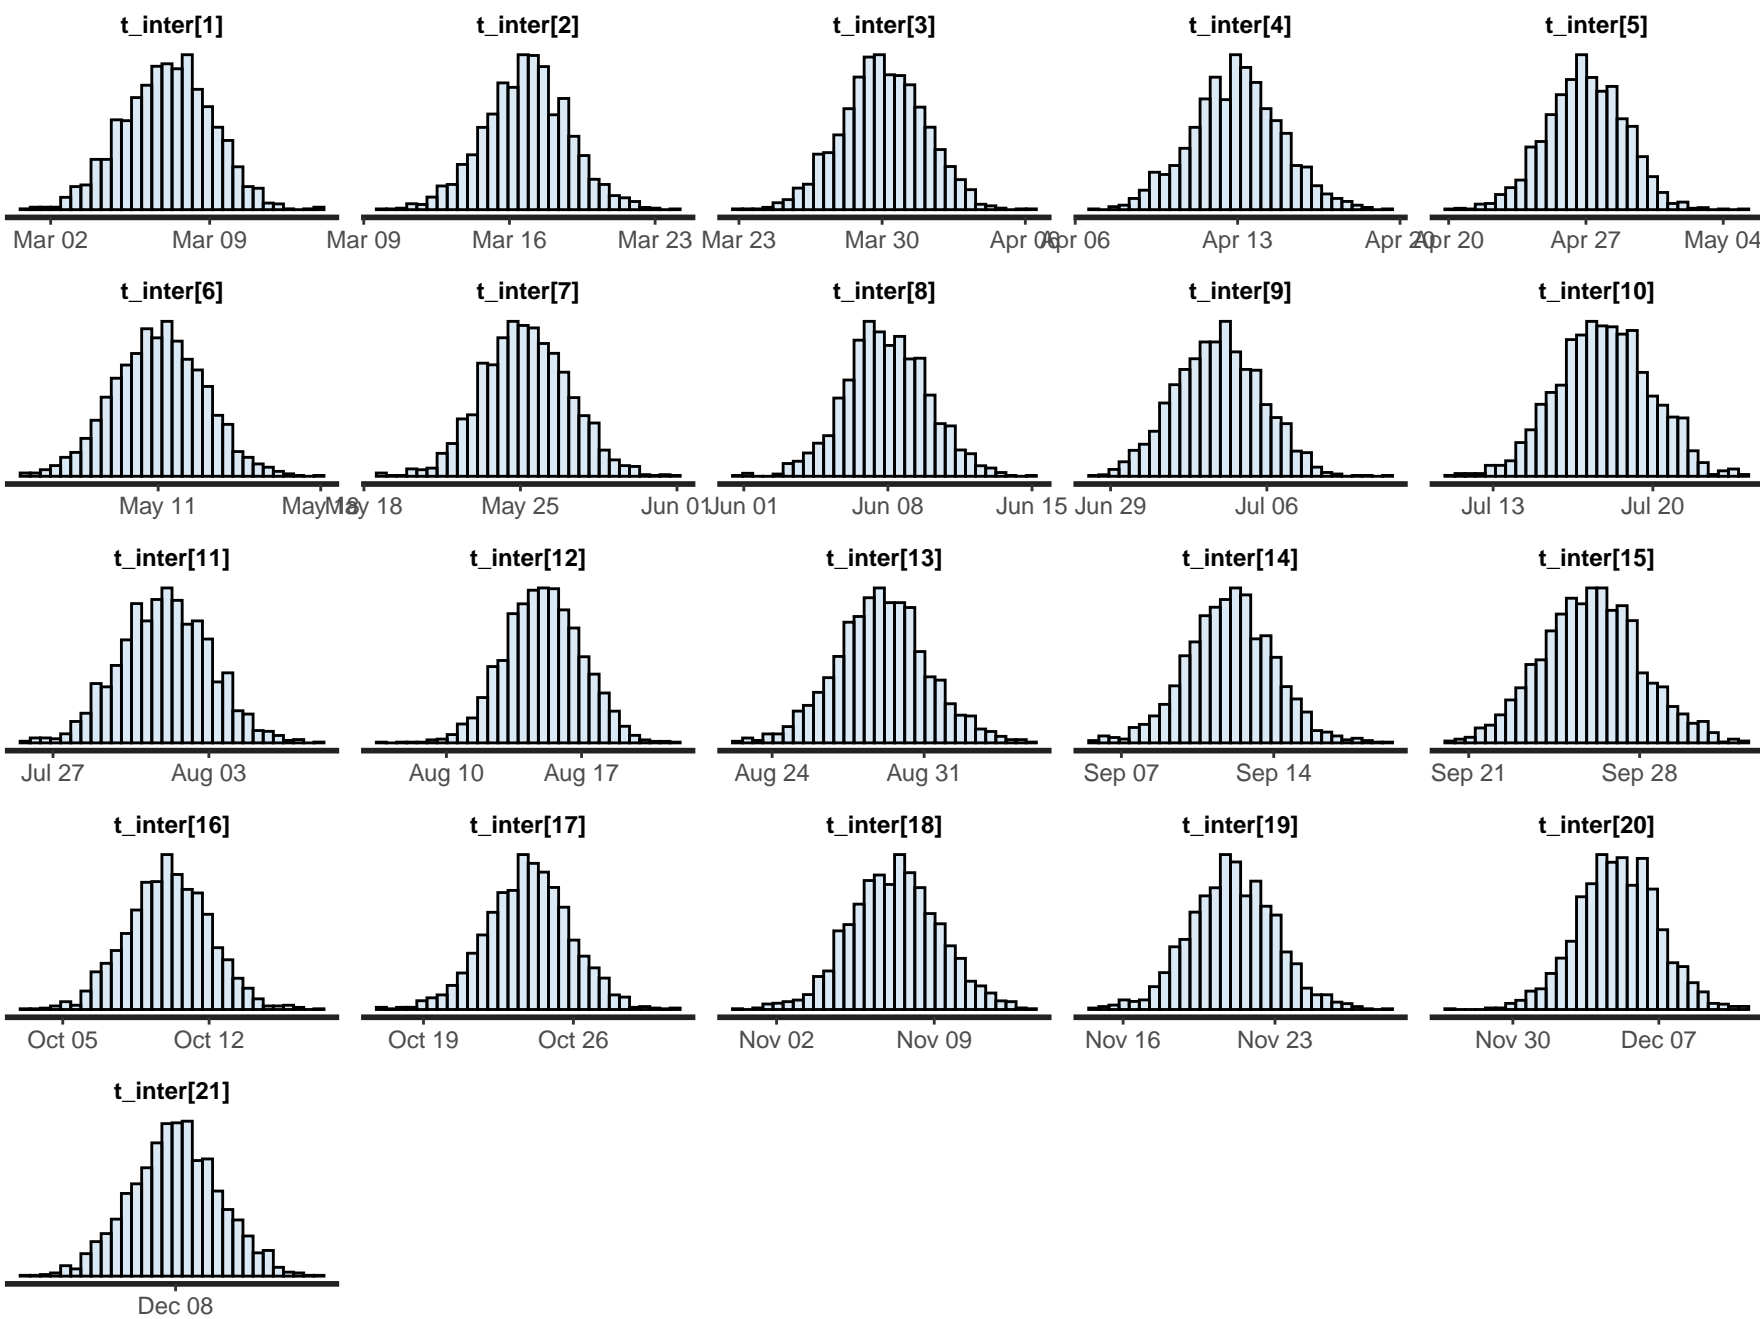 t_inter[1] t_inter[2] t_inter[3] t_inter[4] t_inter[5]
Mar 02 Mar 09 Mar 09 Mar 16 Mar 23 Mar 23 Mar 30 Apr 06 Apr 06 Apr 13 Apr 20 Apr 20 Apr 27 May 04
t_inter[6] t_inter[7] t_inter[8] t_inter[9] t_inter[10]
May 11 May 18 May 18 May 25 Jun 01 Jun 01 Jun 08 Jun 15 Jun 29 Jul 06 Jul 13 Jul 20
t_inter[11] t_inter[12] t_inter[13] t_inter[14] t_inter[15]
Jul 27 Aug 03 Aug 10 Aug 17 Aug 24 Aug 31 Sep 07 Sep 14 Sep 21 Sep 28
t_inter[16] t_inter[17] t_inter[18] t_inter[19] t_inter[20]
Oct 05 Oct 12 Oct 19 Oct 26 Nov 02 Nov 09 Nov 16 Nov 23 Nov 30 Dec 07
t_inter[21]
Dec 08